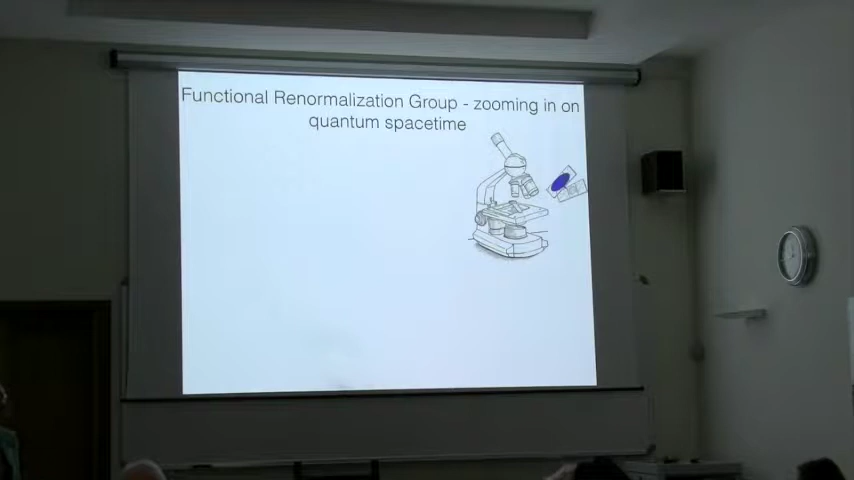 Functional Renormalization Group - zooming in on
quantum spacetime